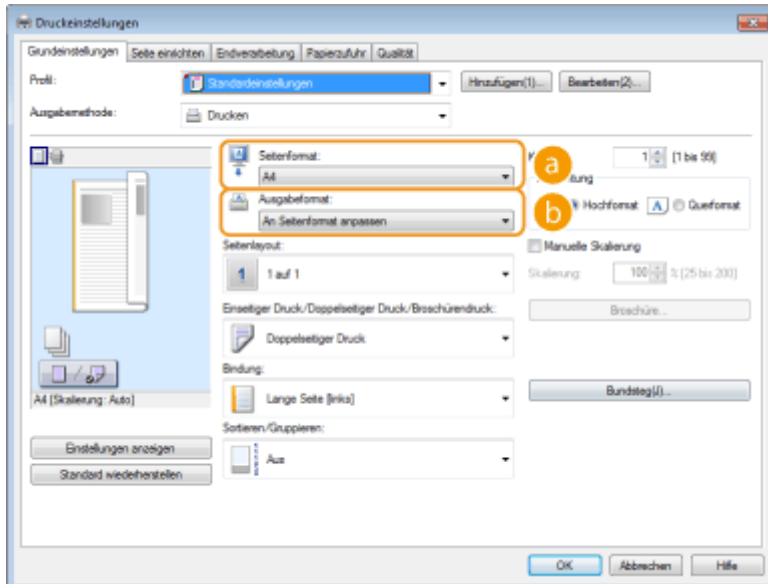 Druckeinstellungen
Grundeinstellungen Seite einrichten Endverarbeitung Papierzufuhr Qualität
Profil: Standardeinstellungen Hinzufügen(1)... Bearbeiten(2)...
Ausgabemethode: Drucken
Seitenformat: a 1 [1 bis 99]
A4
Ausgabeformat: b Hochformat A Querformat
An Seitenformat anpassen
Seitenlayout: Manuelle Skalierung
1 1 auf 1 Skalierung: 100 % [25 bis 200]
Einseitiger Druck/Doppelseitiger Druck/Broschürendruck: Broschüre...
Doppelseitiger Druck
Bindung:
A4 [Skalierung: Auto] Lange Seite [links] Bundsteg(J)...
Sortieren/Gruppieren:
Einstellungen anzeigen Aus
Standard wiederherstellen
OK Abbrechen Hilfe